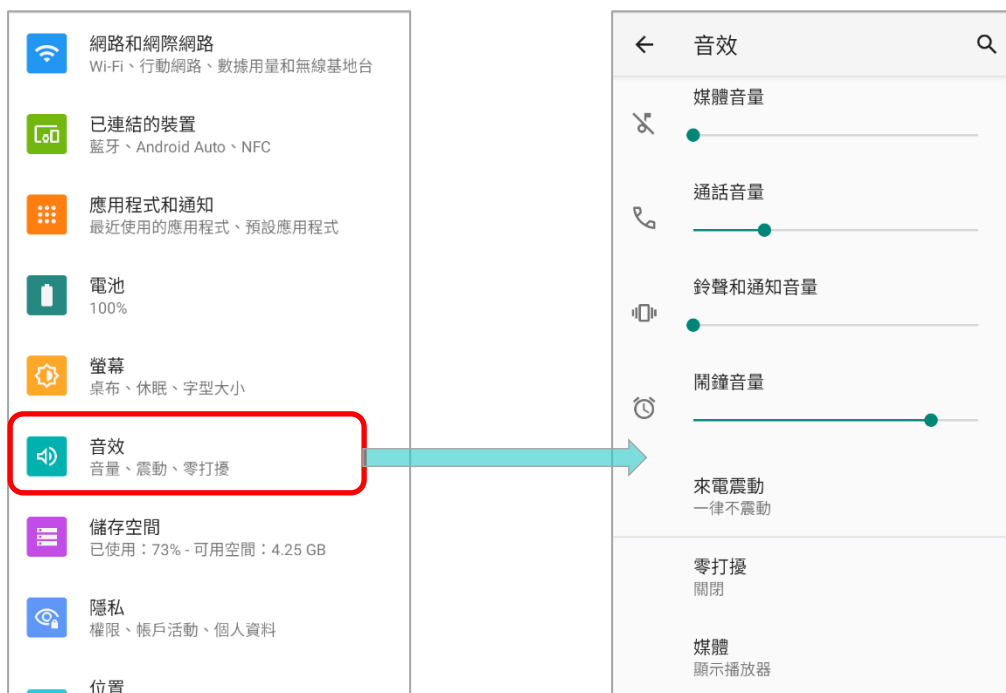 網路和網際網路
Wi-Fi、行動網路、數據用量和無線基地台
已連結的裝置
藍牙、Android Auto、NFC
應用程式和通知
最近使用的應用程式、預設應用程式
電池
100%
螢幕
桌布、休眠、字型大小
音效
音量、震動、零打擾
儲存空間
已使用：73% - 可用空間：4.25 GB
隱私
權限、帳戶活動、個人資料
位置
音效
媒體音量
通話音量
鈴聲和通知音量
鬧鐘音量
來電震動
一律不震動
零打擾
關閉
媒體
顯示播放器